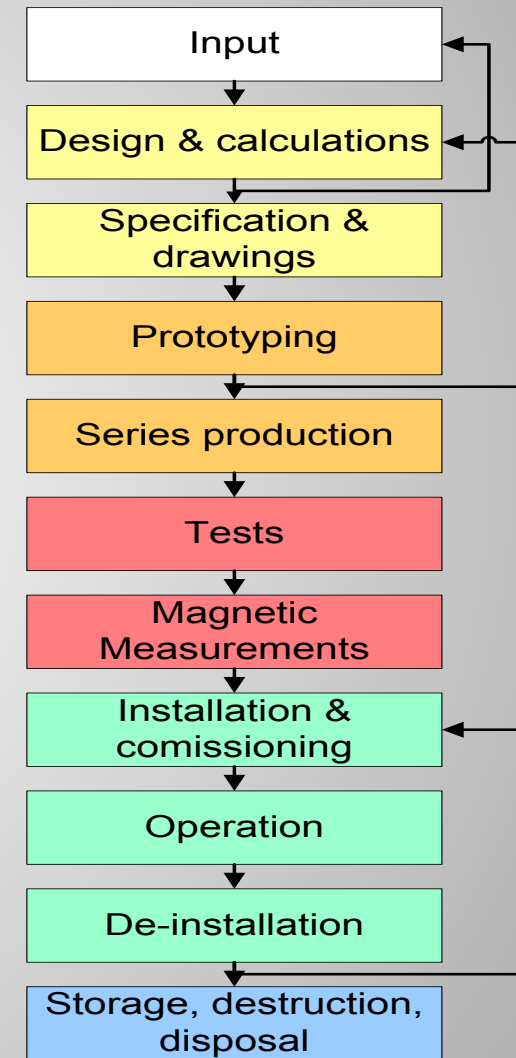 Input
Design & calculations
Specification &
drawings
Prototyping
Series production
Tests
Magnetic
Measurements
Installation &
comissioning
Operation
De-installation
Storage, destruction,
disposal